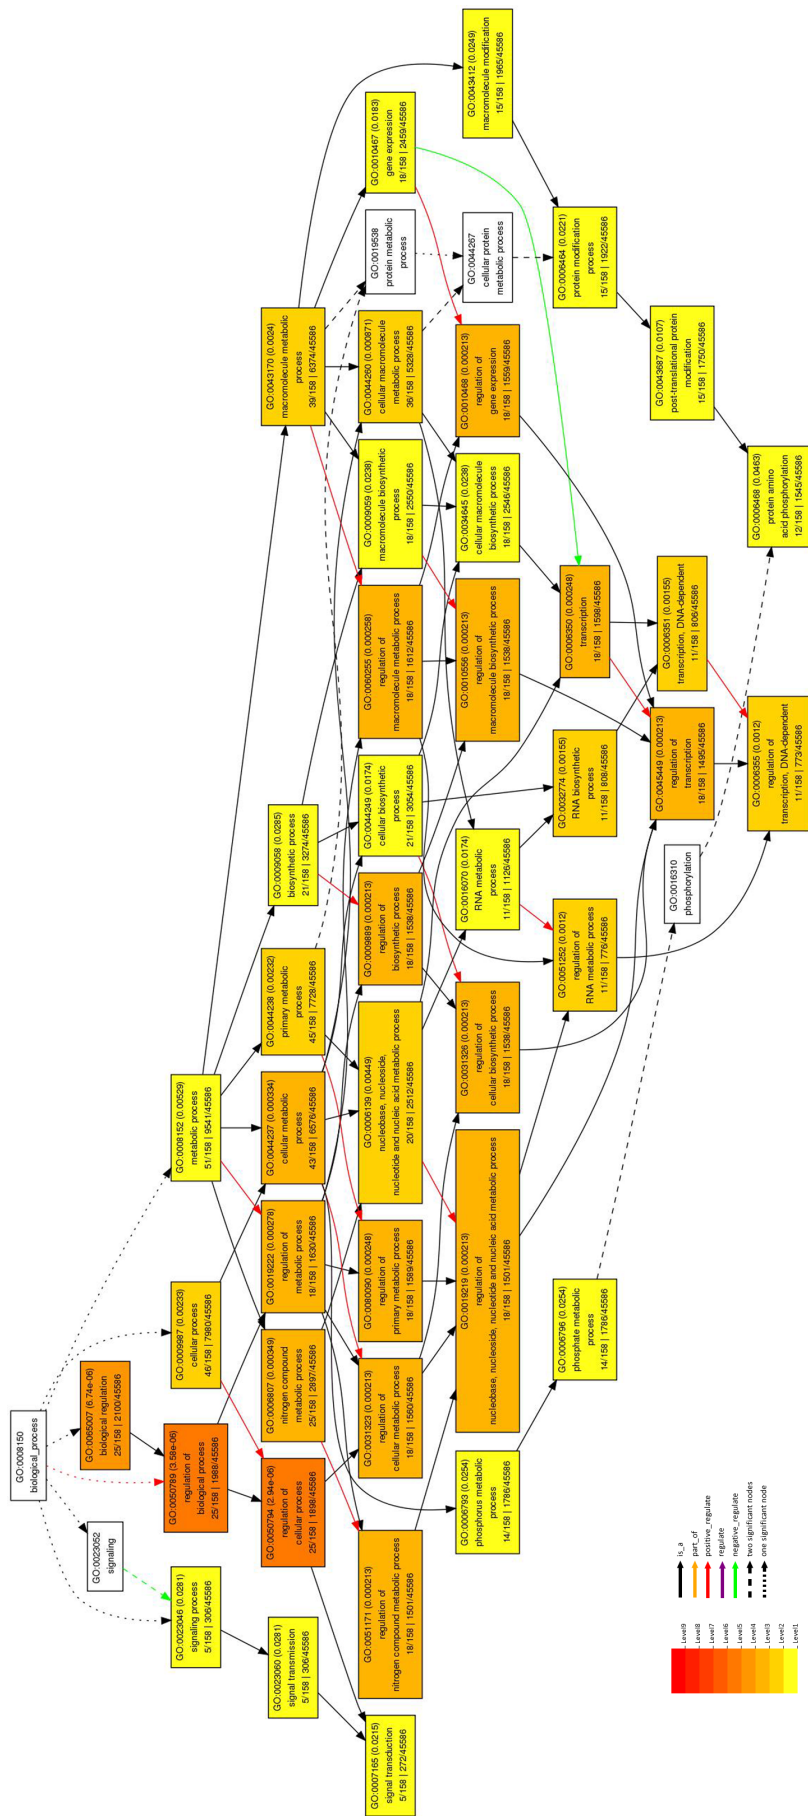 GO:0008150
biological_process
GO:0023052
signaling
GO:0065007 (6.74e-06)
biological regulation
25/158 | 2100/45586
GO:0023046 (0.0281)
signaling process
5/158 | 306/45586
GO:0050789 (3.58e-06)
regulation of
biological process
25/158 | 1988/45586
GO:0009987 (0.00233)
cellular process
46/158 | 7980/45586
GO:0008152 (0.00529)
metabolic process
51/158 | 9541/45586
GO:0023060 (0.0281)
signal transmission
5/158 | 306/45586
GO:0050794 (2.94e-06)
regulation of
cellular process
25/158 | 1898/45586
GO:0006807 (0.000349)
nitrogen compound
metabolic process
25/158 | 2897/45586
GO:0019222 (0.000278)
regulation of
metabolic process
18/158 | 1630/45586
GO:0044237 (0.000334)
cellular metabolic
process
43/158 | 6576/45586
GO:0044238 (0.00232)
primary metabolic
process
45/158 | 7728/45586
GO:0009058 (0.0285)
biosynthetic process
21/158 | 3274/45586
GO:0043170 (0.0024)
macromolecule metabolic
process
39/158 | 6374/45586
GO:0007165 (0.0215)
signal transduction
5/158 | 272/45586
GO:0051171 (0.000213)
regulation of
nitrogen compound metabolic process
18/158 | 1501/45586
GO:0031323 (0.000213)
regulation of
cellular metabolic process
18/158 | 1560/45586
GO:0080090 (0.000248)
regulation of
primary metabolic process
18/158 | 1589/45586
GO:0006139 (0.00449)
nucleobase, nucleoside,
nucleotide and nucleic acid metabolic process
20/158 | 2512/45586
GO:0009889 (0.000213)
regulation of
biosynthetic process
18/158 | 1538/45586
GO:0044249 (0.0174)
cellular biosynthetic
process
21/158 | 3054/45586
GO:0060255 (0.000258)
regulation of
macromolecule metabolic process
18/158 | 1612/45586
GO:0009059 (0.0238)
macromolecule biosynthetic
process
18/158 | 2550/45586
GO:0044260 (0.000871)
cellular macromolecule
metabolic process
36/158 | 5328/45586
GO:0019538
protein metabolic
process
GO:0010467 (0.0183)
gene expression
18/158 | 2459/45586
GO:0006793 (0.0254)
phosphorus metabolic
process
14/158 | 1786/45586
GO:0019219 (0.000213)
regulation of
nucleobase, nucleoside, nucleotide and nucleic acid metabolic process
18/158 | 1501/45586
GO:0031326 (0.000213)
regulation of
cellular biosynthetic process
18/158 | 1538/45586
GO:0016070 (0.0174)
RNA metabolic
process
11/158 | 1126/45586
GO:0010556 (0.000213)
regulation of
macromolecule biosynthetic process
18/158 | 1538/45586
GO:0034645 (0.0238)
cellular macromolecule
biosynthetic process
18/158 | 2546/45586
GO:0010468 (0.000213)
regulation of
gene expression
18/158 | 1559/45586
GO:0044267
cellular protein
metabolic process
GO:0043412 (0.0249)
macromolecule modification
15/158 | 1965/45586
GO:0006796 (0.0254)
phosphate metabolic
process
14/158 | 1786/45586
GO:0051252 (0.0012)
regulation of
RNA metabolic process
11/158 | 776/45586
GO:0032774 (0.00155)
RNA biosynthetic
process
11/158 | 808/45586
GO:0006350 (0.000248)
transcription
18/158 | 1598/45586
GO:0006464 (0.0221)
protein modification
process
15/158 | 1922/45586
GO:0016310
phosphorylation
GO:0045449 (0.000213)
regulation of
transcription
18/158 | 1495/45586
GO:0006351 (0.00155)
transcription, DNA-dependent
11/158 | 806/45586
GO:0043687 (0.0107)
post-translational protein
modification
15/158 | 1750/45586
GO:0006355 (0.0012)
regulation of
transcription, DNA-dependent
11/158 | 773/45586
GO:0006468 (0.0463)
protein amino
acid phosphorylation
12/158 | 1545/45586
Level9
Level8
Level7
Level6
Level5
Level4
Level3
Level2
Level1
is_a
part_of
positive_regulate
regulate
negative_regulate
two significant nodes
one significant node